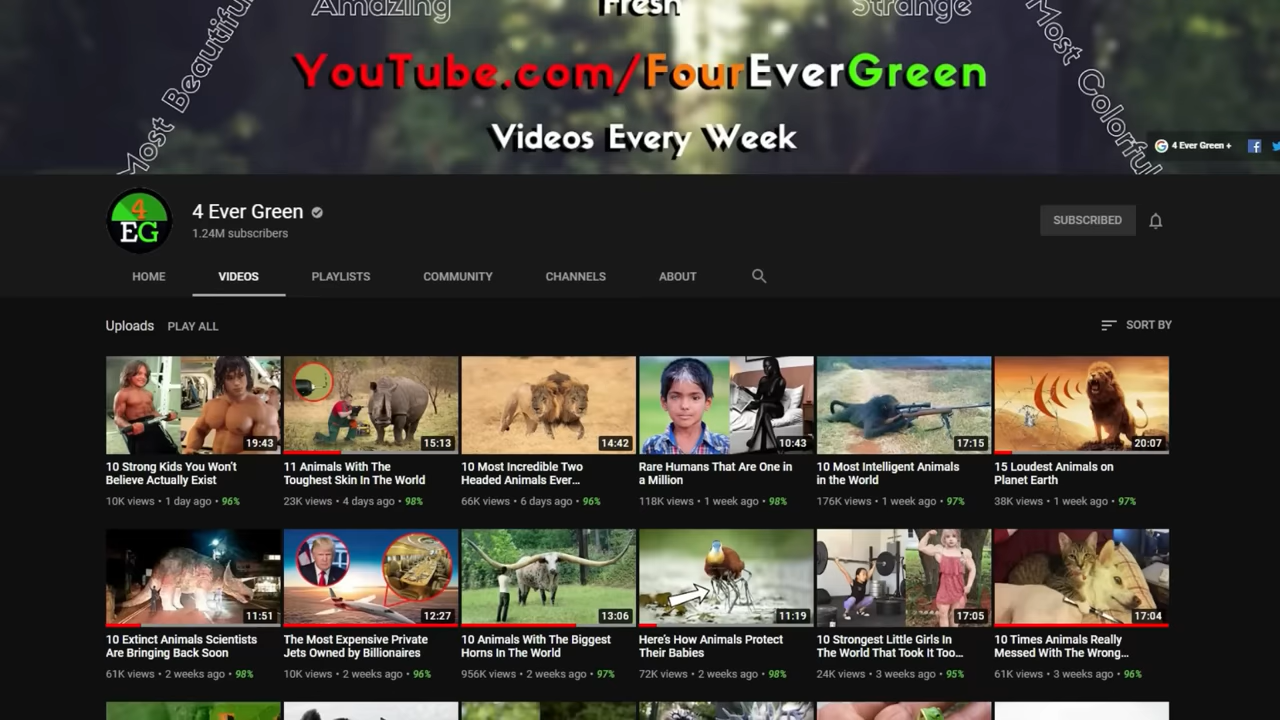 Amazing
Fresh
Strange
Most Beautiful
Most Colorful
YouTube.com/FourEverGreen
Videos Every Week
4 Ever Green +
4
EG
4 Ever Green
1.24M subscribers
SUBSCRIBED
HOME VIDEOS PLAYLISTS COMMUNITY CHANNELS ABOUT
Uploads PLAY ALL
SORT BY
19:43
15:13
14:42
10:43
17:15
20:07
10 Strong Kids You Won't
Believe Actually Exist
10K views • 1 day ago • 96%
11 Animals With The
Toughest Skin In The World
23K views • 4 days ago • 98%
10 Most Incredible Two
Headed Animals Ever...
66K views • 6 days ago • 96%
Rare Humans That Are One in
a Million
118K views • 1 week ago • 98%
10 Most Intelligent Animals
in the World
176K views • 1 week ago • 97%
15 Loudest Animals on
Planet Earth
38K views • 1 week ago • 97%
11:51
12:27
13:06
11:19
17:05
17:04
10 Extinct Animals Scientists
Are Bringing Back Soon
61K views • 2 weeks ago • 98%
The Most Expensive Private
Jets Owned by Billionaires
10K views • 2 weeks ago • 96%
10 Animals With The Biggest
Horns In The World
956K views • 2 weeks ago • 97%
Here's How Animals Protect
Their Babies
72K views • 2 weeks ago • 98%
10 Strongest Little Girls In
The World That Took It Too...
24K views • 3 weeks ago • 95%
10 Times Animals Really
Messed With The Wrong...
61K views • 3 weeks ago • 96%